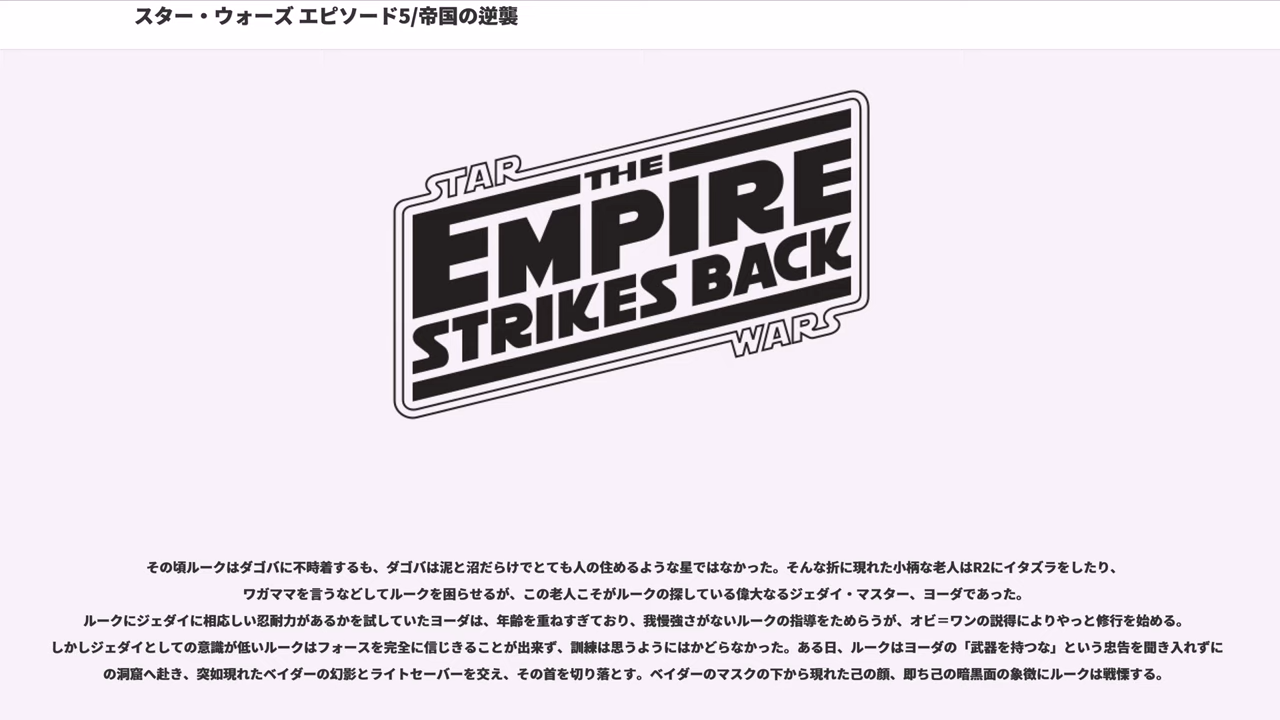 スター・ウォーズ エピソード5/帝国の逆襲
STAR
THE
EMPIRE
STRIKES BACK
WARS
その頃ルークはダゴバに不時着するも、ダゴバは泥と沼だらけでとても人の住めるような星ではなかった。そんな折に現れた小柄な老人はR2にイタズラをしたり、
ワガママを言うなどしてルークを困らせるが、この老人こそがルークの探している偉大なるジェダイ・マスター、ヨーダであった。
ルークにジェダイに相応しい忍耐力があるかを試していたヨーダは、年齢を重ねすぎており、我慢強さがないルークの指導をためらうが、オビ＝ワンの説得によりやっと修行を始める。
しかしジェダイとしての意識が低いルークはフォースを完全に信じきることが出来ず、訓練は思うようにはかどらなかった。ある日、ルークはヨーダの「武器を持つな」という忠告を聞き入れずに
の洞窟へ赴き、突如現れたベイダーの幻影とライトセーバーを交え、その首を切り落とす。ベイダーのマスクの下から現れた己の顔、即ち己の暗黒面の象徴にルークは戦慄する。